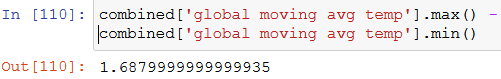 In [110]: combined['global moving avg temp'].max() -
combined['global moving avg temp'].min()
Out[110]: 1.6879999999999935